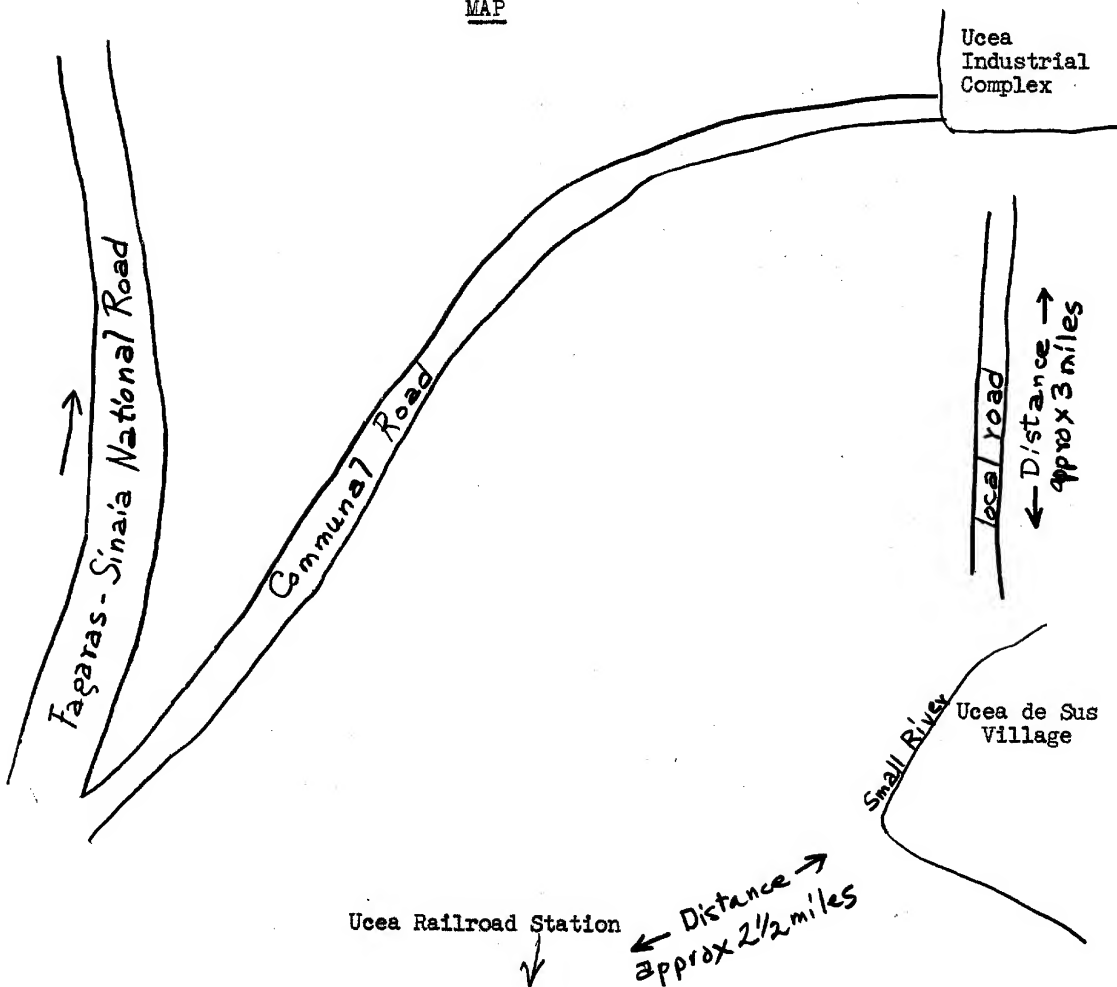 MAP
Ucea
Industrial
Complex
Fagaras - Sinaia National Road
Communal Road
local road
← Distance →
approx 3 miles
Small River
Ucea de Sus
Village
Ucea Railroad Station
← Distance →
approx 2 1/2 miles